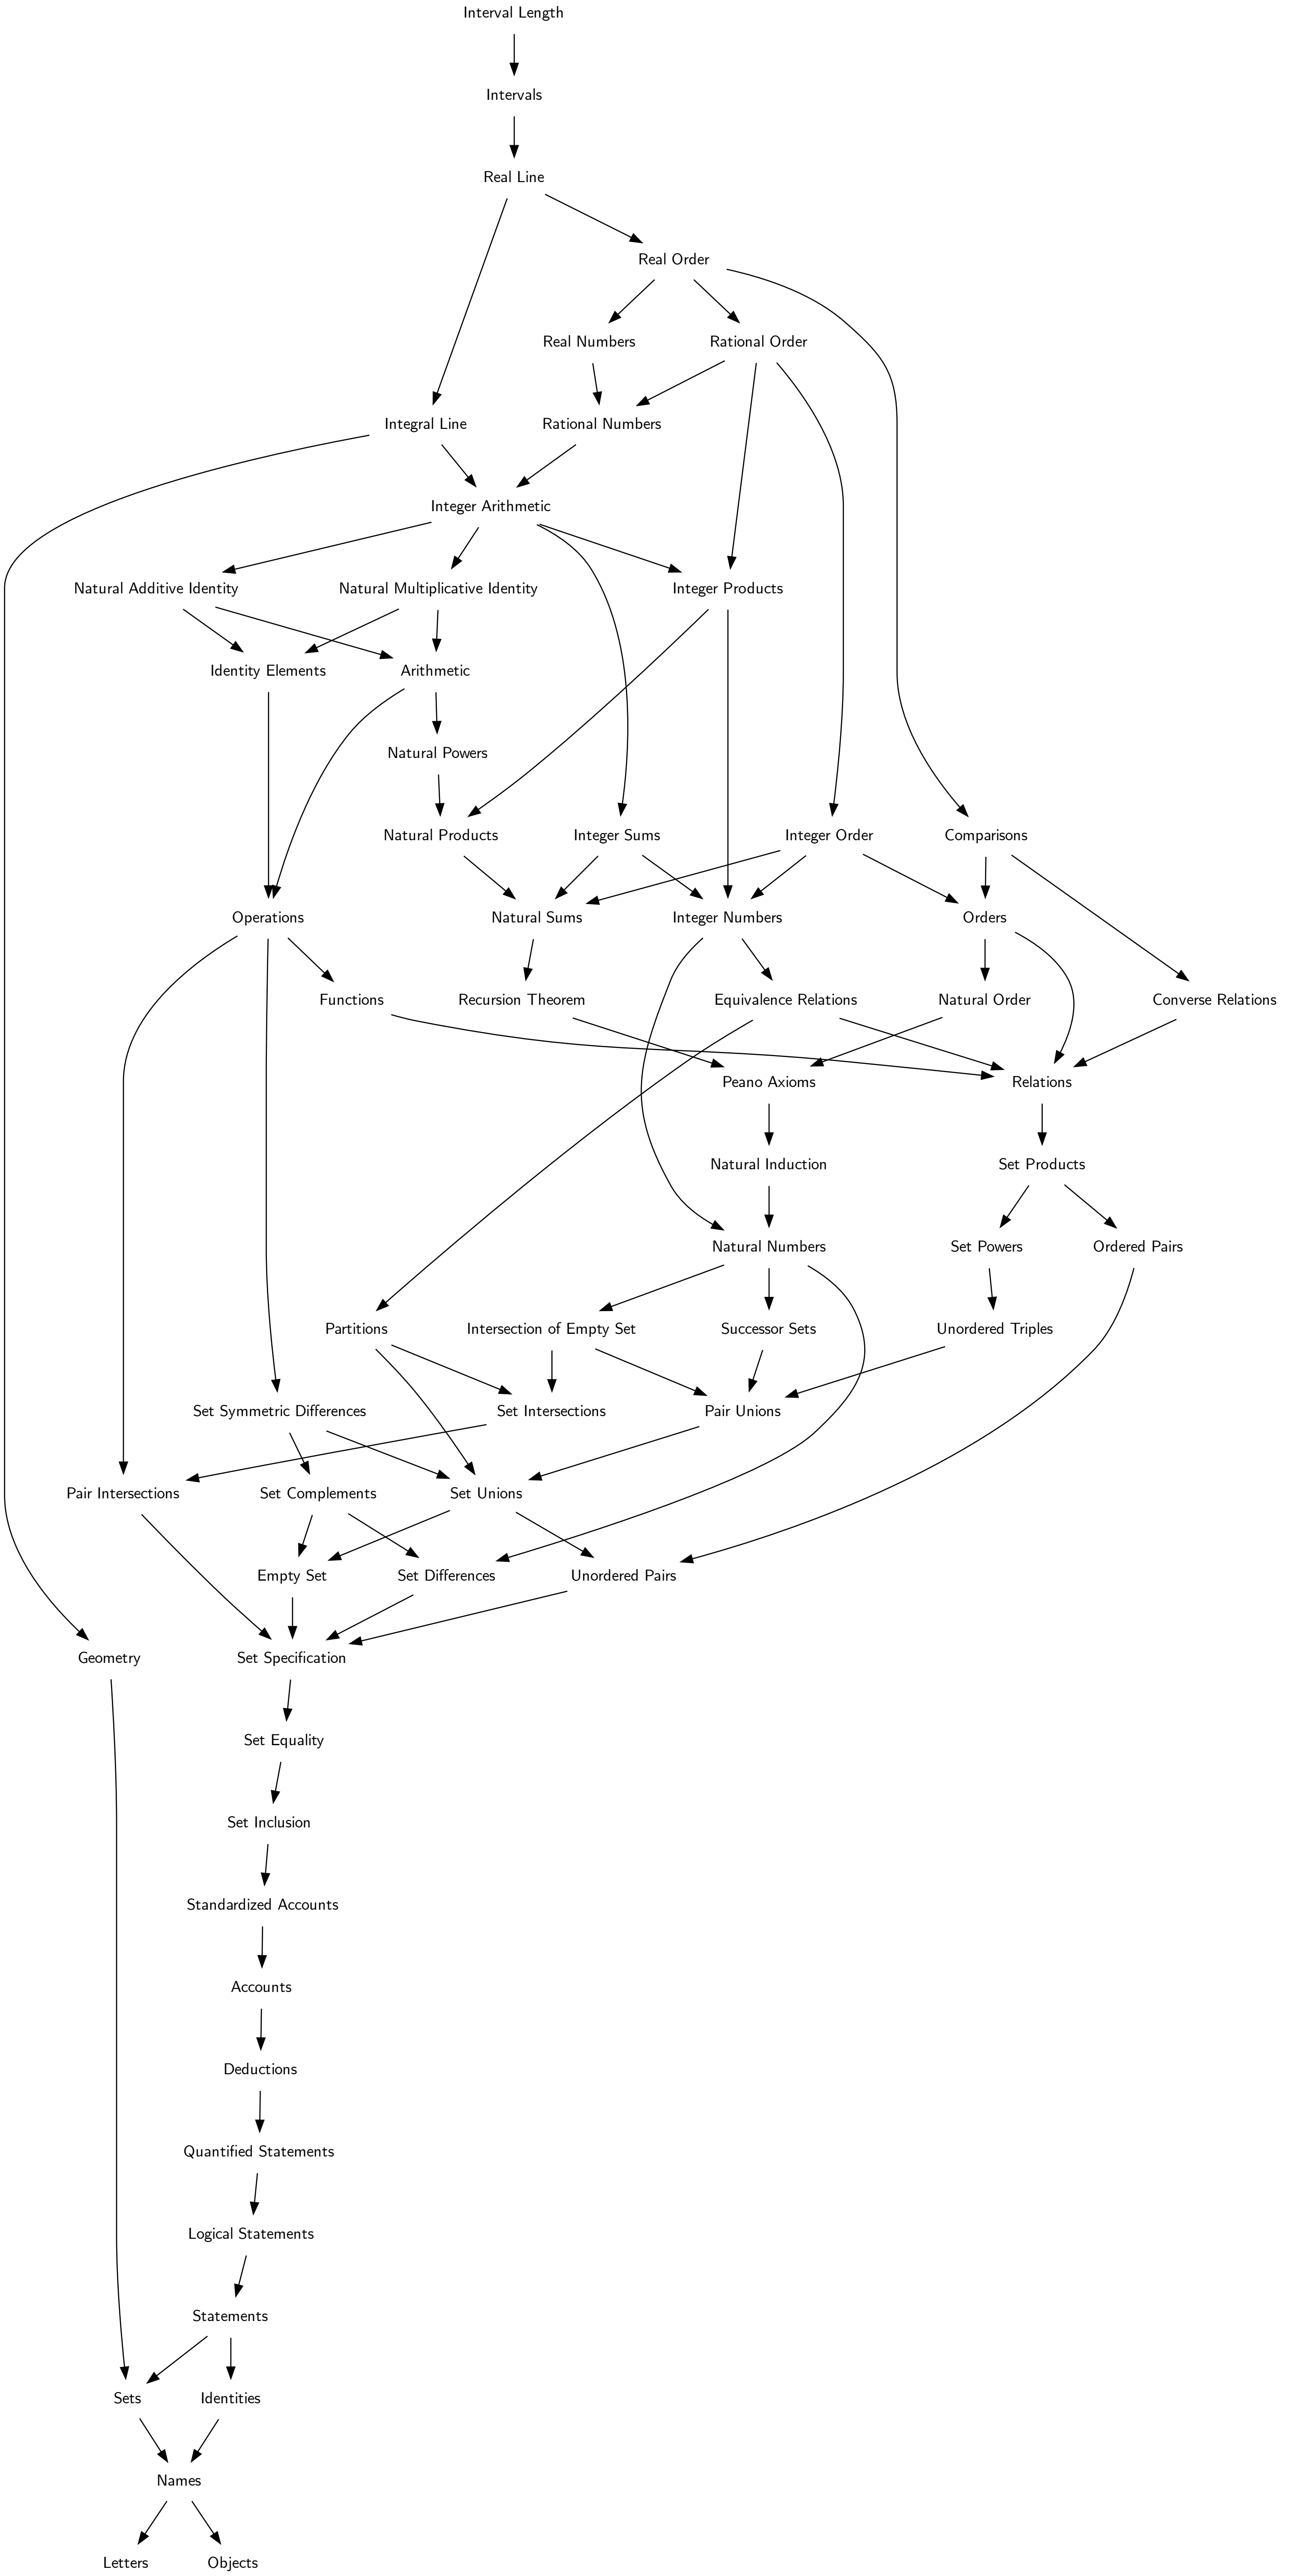 Interval Length
Intervals
Real Line
Real Order
Real Numbers
Rational Order
Integral Line
Rational Numbers
Integer Arithmetic
Natural Additive Identity
Natural Multiplicative Identity
Integer Products
Identity Elements
Arithmetic
Natural Powers
Natural Products
Integer Sums
Integer Order
Comparisons
Operations
Natural Sums
Integer Numbers
Orders
Functions
Recursion Theorem
Equivalence Relations
Natural Order
Converse Relations
Peano Axioms
Relations
Natural Induction
Set Products
Natural Numbers
Set Powers
Ordered Pairs
Partitions
Intersection of Empty Set
Successor Sets
Unordered Triples
Set Symmetric Differences
Set Intersections
Pair Unions
Pair Intersections
Set Complements
Set Unions
Empty Set
Set Differences
Unordered Pairs
Geometry
Set Specification
Set Equality
Set Inclusion
Standardized Accounts
Accounts
Deductions
Quantified Statements
Logical Statements
Statements
Sets
Identities
Names
Letters
Objects